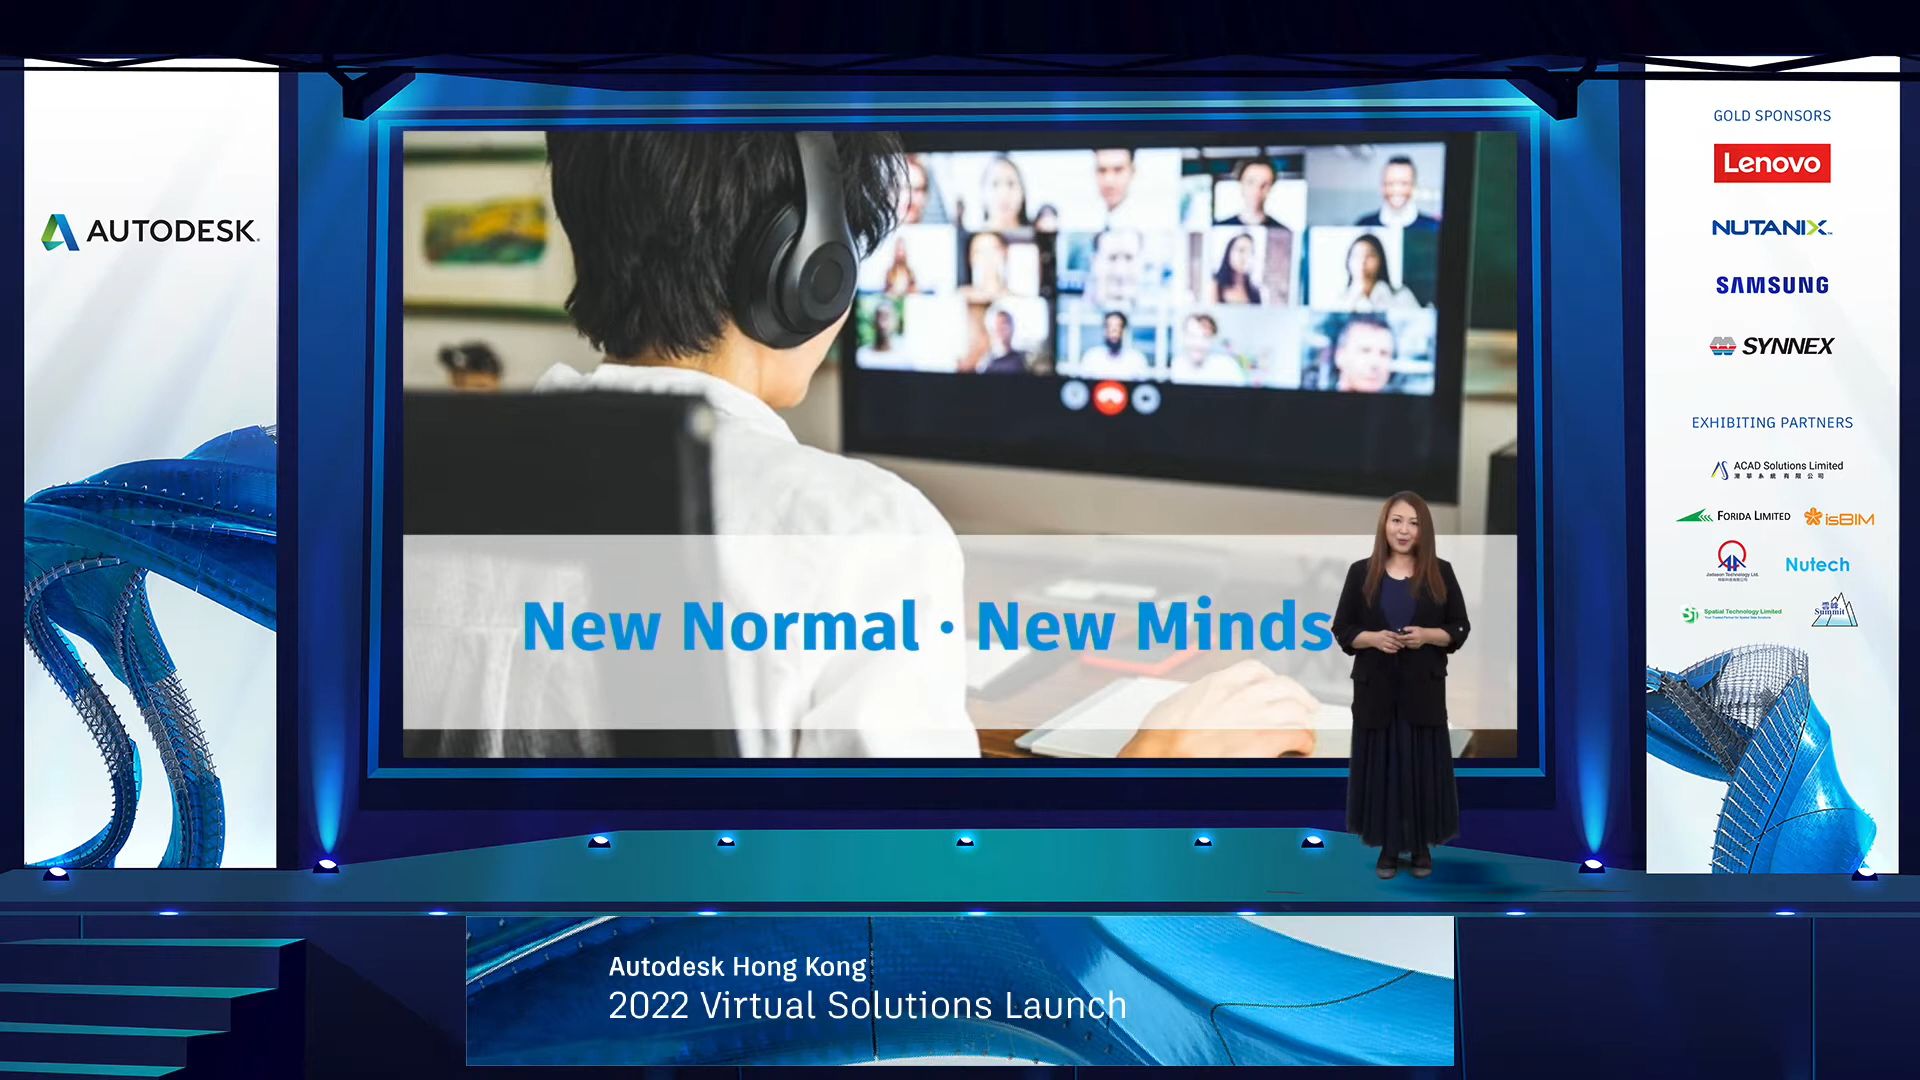 AUTODESK
New Normal · New Minds
GOLD SPONSORS
Lenovo
NUTANIX
SAMSUNG
SYNNEX
EXHIBITING PARTNERS
ACAD Solutions Limited
FORIDA LIMITED
isBIM
Nutech
Spatial Technology Limited
Summit
Autodesk Hong Kong
2022 Virtual Solutions Launch